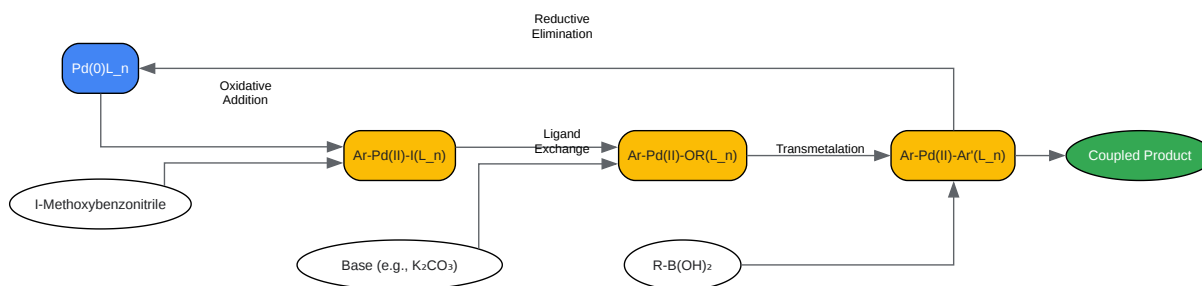 Reductive
Elimination
Pd(0)L_n
Oxidative
Addition
Ligand
Exchange
Ar-Pd(II)-I(L_n)
Ar-Pd(II)-OR(L_n)
Transmetalation
Ar-Pd(II)-Ar'(L_n)
Coupled Product
I-Methoxybenzonitrile
Base (e.g., K₂CO₃)
R-B(OH)₂